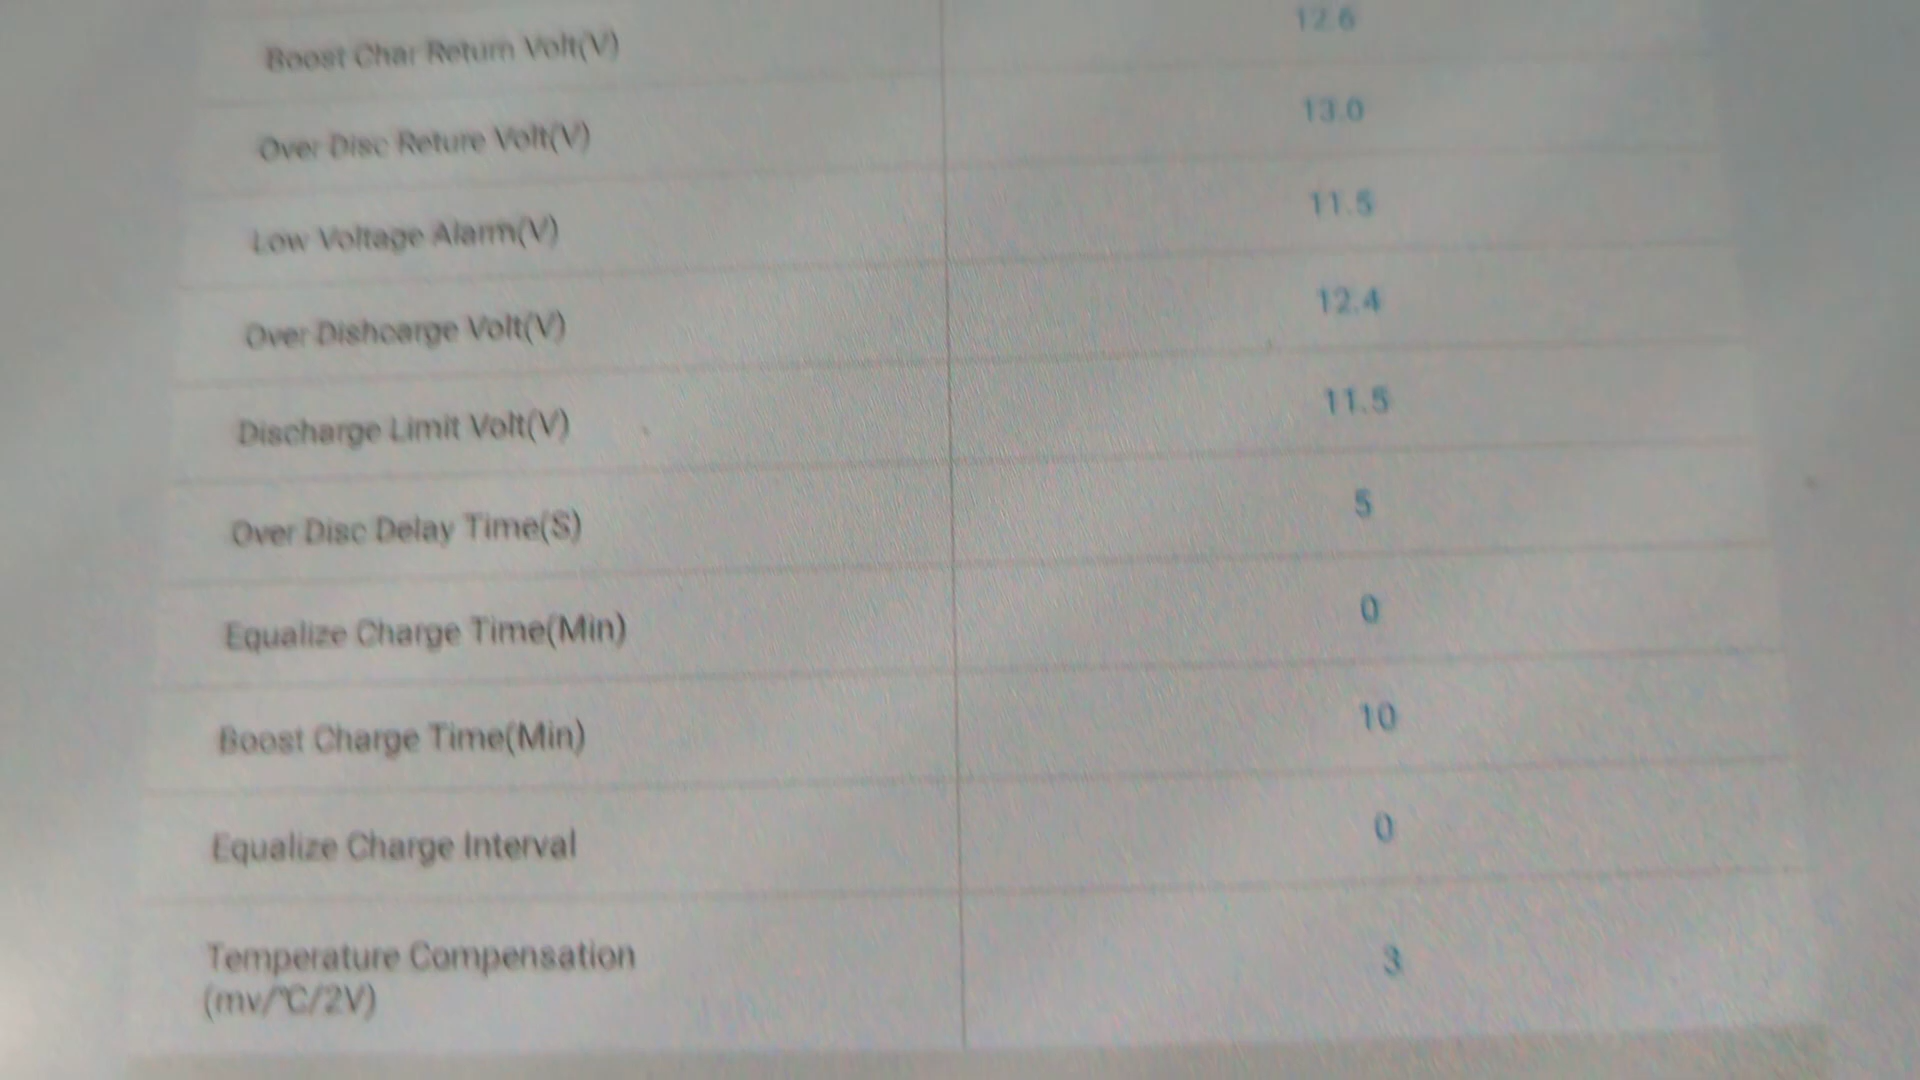 Boost Char Return Volt(V) 12.6
Over Disc Reture Volt(V) 13.0
Low Voltage Alarm(V) 11.5
Over Dishcarge Volt(V) 12.4
Discharge Limit Volt(V) 11.5
Over Disc Delay Time(S) 5
Equalize Charge Time(Min) 0
Boost Charge Time(Min) 10
Equalize Charge Interval 0
Temperature Compensation 3
(mv/℃/2V)